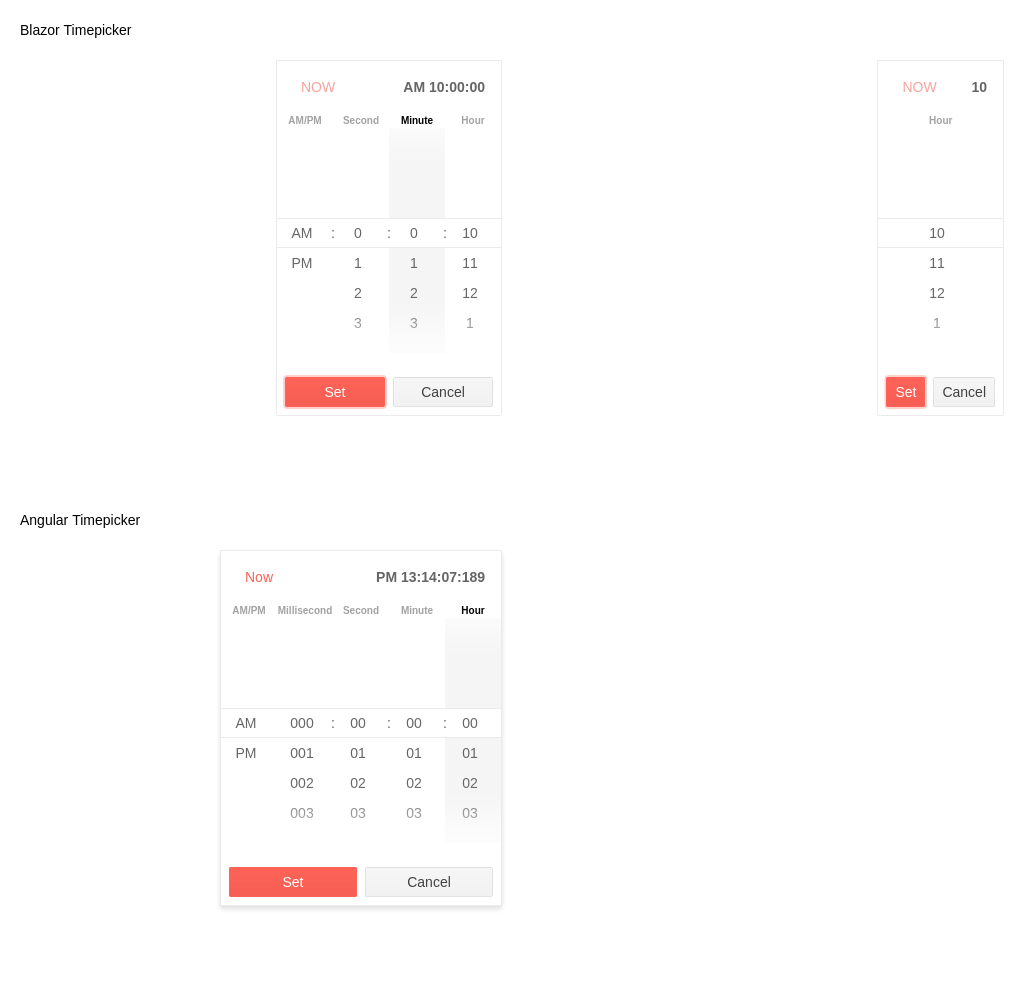 Blazor Timepicker
NOW AM 10:00:00
AM/PM Second Minute Hour
AM : 0 : 0 : 10
PM 1 1 11
2 2 12
3 3 1
Set Cancel
NOW 10
Hour
10
11
12
1
Set Cancel
Angular Timepicker
Now PM 13:14:07:189
AM/PM Millisecond Second Minute Hour
AM 000 : 00 : 00 : 00
PM 001 01 01 01
002 02 02 02
003 03 03 03
Set Cancel